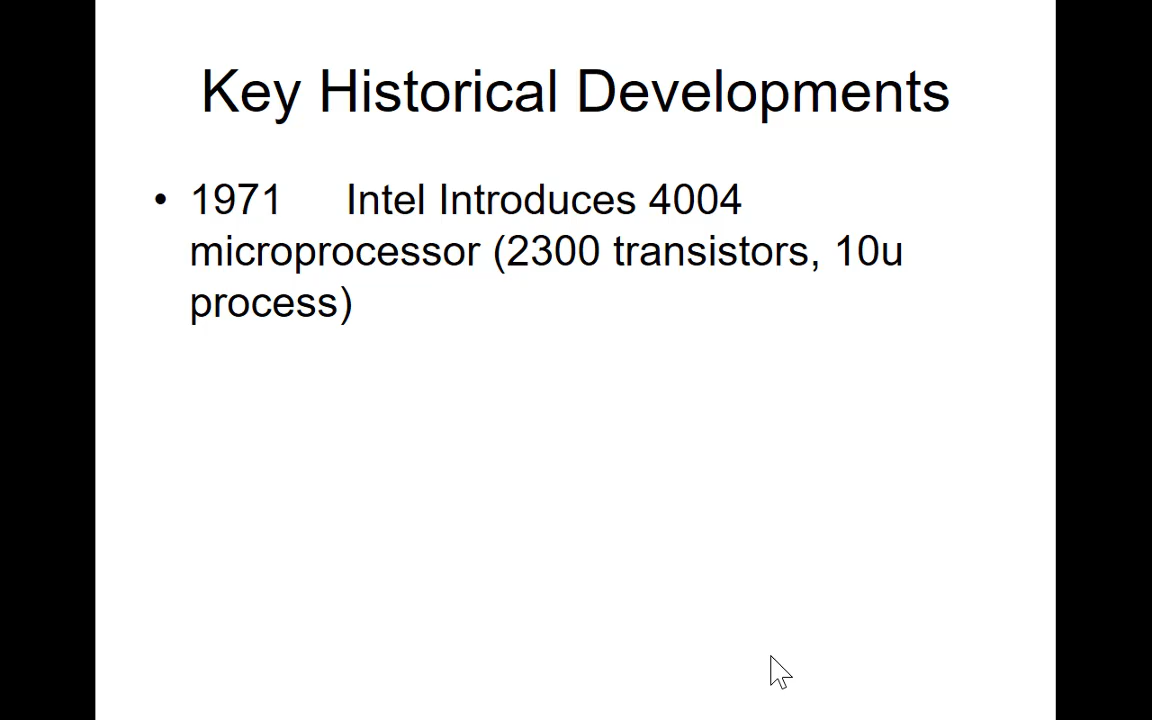 Key Historical Developments
• 1971 Intel Introduces 4004
microprocessor (2300 transistors, 10u
process)